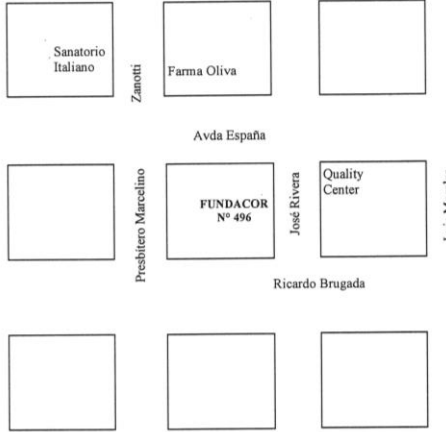 Sanatorio
Italiano
Farma Oliva
Zanotti
Avda España
Presbitero Marcelino
FUNDACOR
Nº 496
José Rivera
Quality
Center
Ricardo Brugada